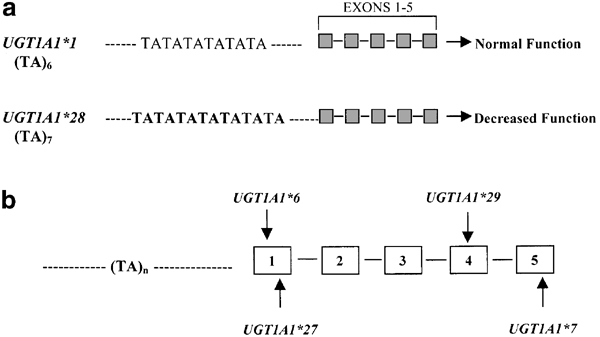 a
EXONS 1-5
UGT1A1*1 ------ TATATATATATA ----- Normal Function
(TA)6
UGT1A1*28 -----TATATATATATATA----- Decreased Function
(TA)7
b
UGT1A1*6 UGT1A1*29
(TA)n 1 2 3 4 5
UGT1A1*27 UGT1A1*7